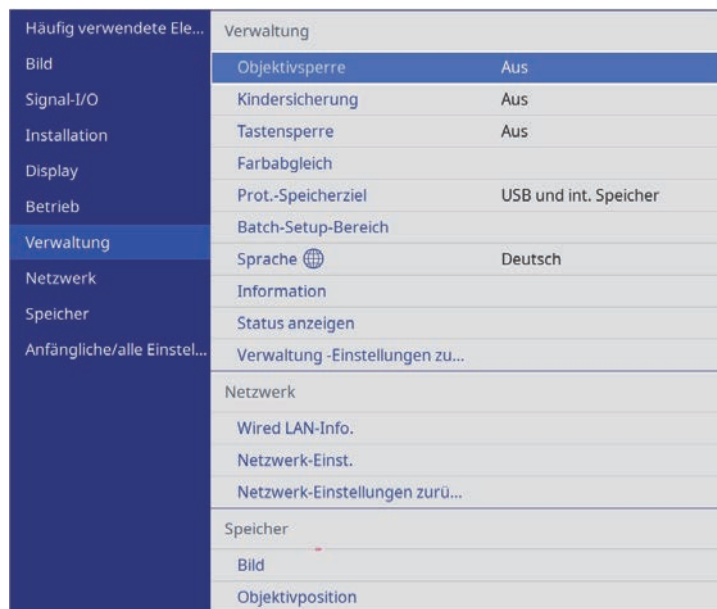 Häufig verwendete Ele...
Bild
Signal-I/O
Installation
Display
Betrieb
Verwaltung
Netzwerk
Speicher
Anfängliche/alle Einstel...
Verwaltung
Objektivsperre Aus
Kindersicherung Aus
Tastensperre Aus
Farbabgleich
Prot.-Speicherziel USB und int. Speicher
Batch-Setup-Bereich
Sprache Deutsch
Information
Status anzeigen
Verwaltung -Einstellungen zu...
Netzwerk
Wired LAN-Info.
Netzwerk-Einst.
Netzwerk-Einstellungen zurü...
Speicher
Bild
Objektivposition